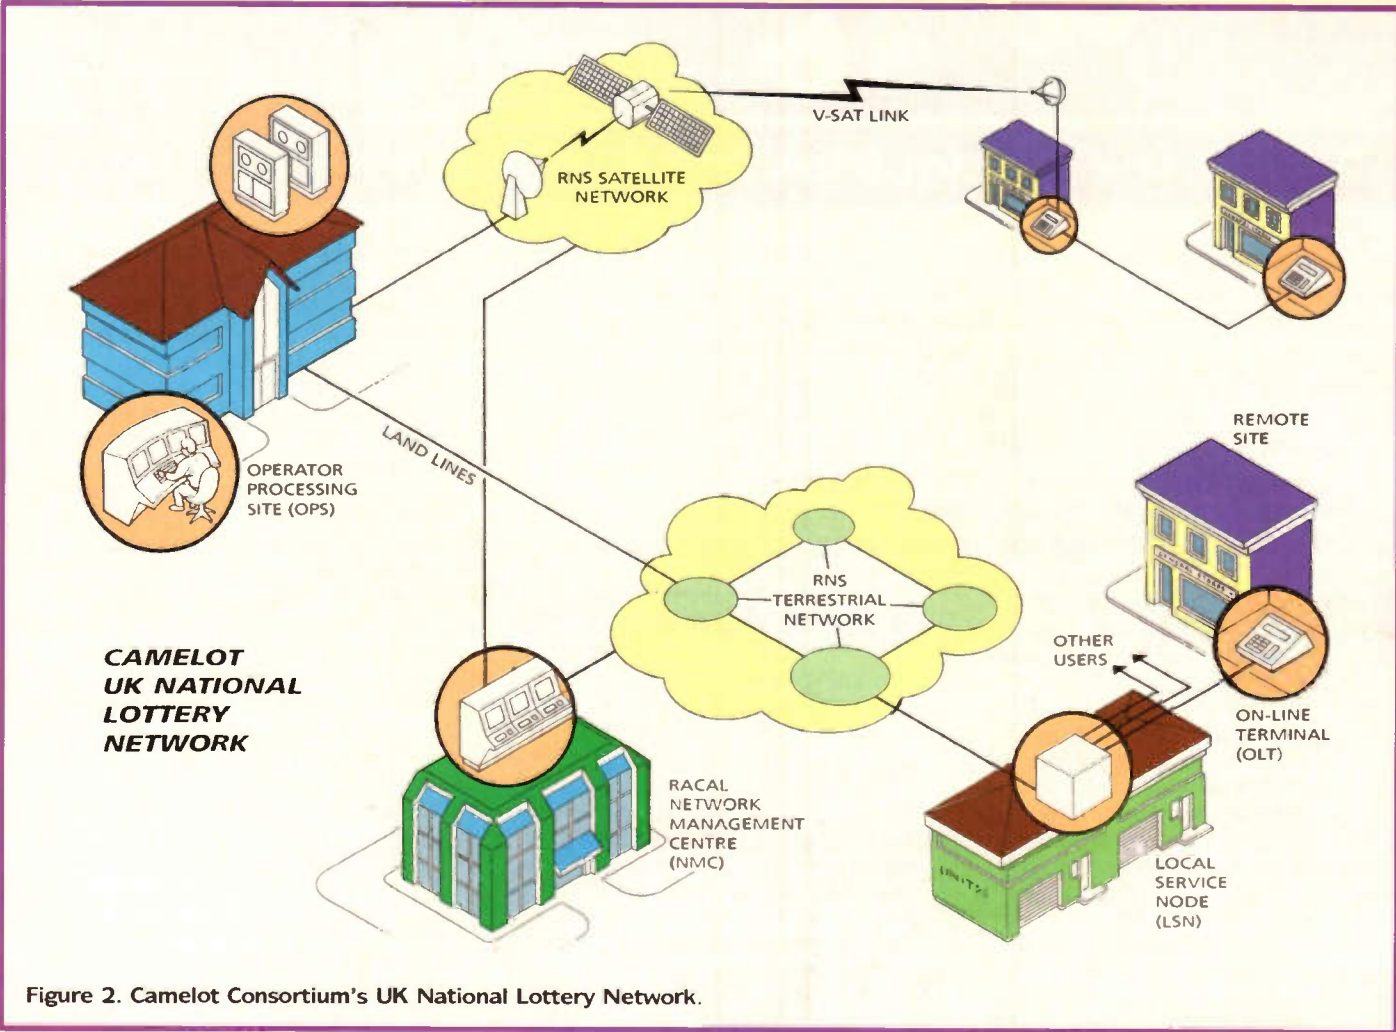 V-SAT LINK
RNS SATELLITE
NETWORK
LAND LINES
OPERATOR
PROCESSING
SITE (OPS)
REMOTE
SITE
GENERAL STORES
RNS
TERRESTRIAL
NETWORK
OTHER
USERS
ON-LINE
TERMINAL
(OLT)
CAMELOT
UK NATIONAL
LOTTERY
NETWORK
RACAL
NETWORK
MANAGEMENT
CENTRE
(NMC)
LOCAL
SERVICE
NODE
(LSN)
Figure 2. Camelot Consortium's UK National Lottery Network.